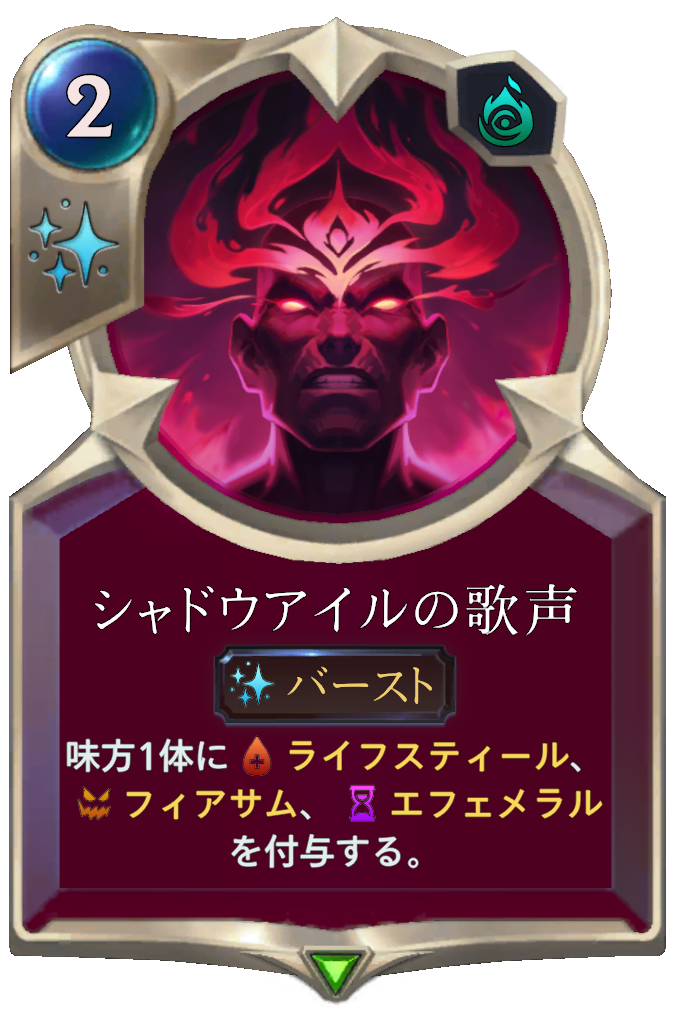 2
シャドウアイルの歌声
バースト
味方1体に ライフスティール、
フィアサム、 エフェメラル
を付与する。